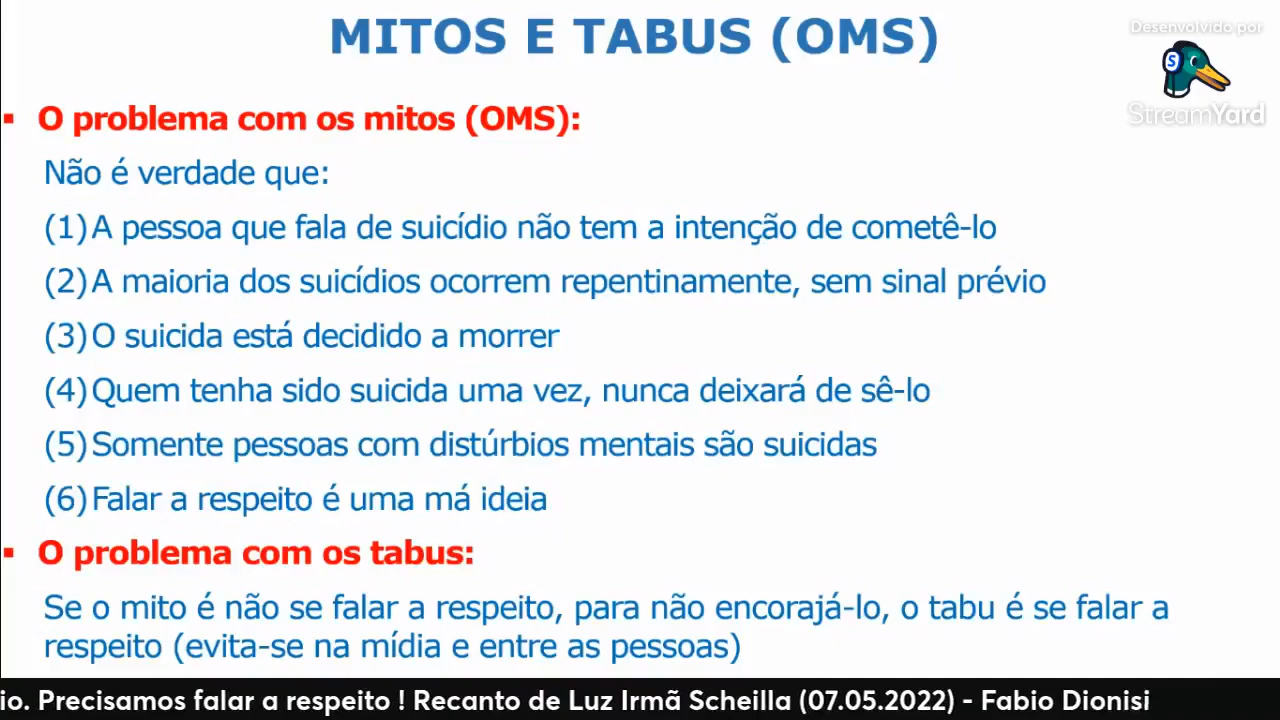 MITOS E TABUS (OMS)
Desenvolvido por
S
StreamYard
▪ O problema com os mitos (OMS):
Não é verdade que:
(1) A pessoa que fala de suicídio não tem a intenção de cometê-lo
(2) A maioria dos suicídios ocorrem repentinamente, sem sinal prévio
(3) O suicida está decidido a morrer
(4) Quem tenha sido suicida uma vez, nunca deixará de sê-lo
(5) Somente pessoas com distúrbios mentais são suicidas
(6) Falar a respeito é uma má ideia
▪ O problema com os tabus:
Se o mito é não se falar a respeito, para não encorajá-lo, o tabu é se falar a
respeito (evita-se na mídia e entre as pessoas)
io. Precisamos falar a respeito ! Recanto de Luz Irmã Scheilla (07.05.2022) - Fabio Dionisi